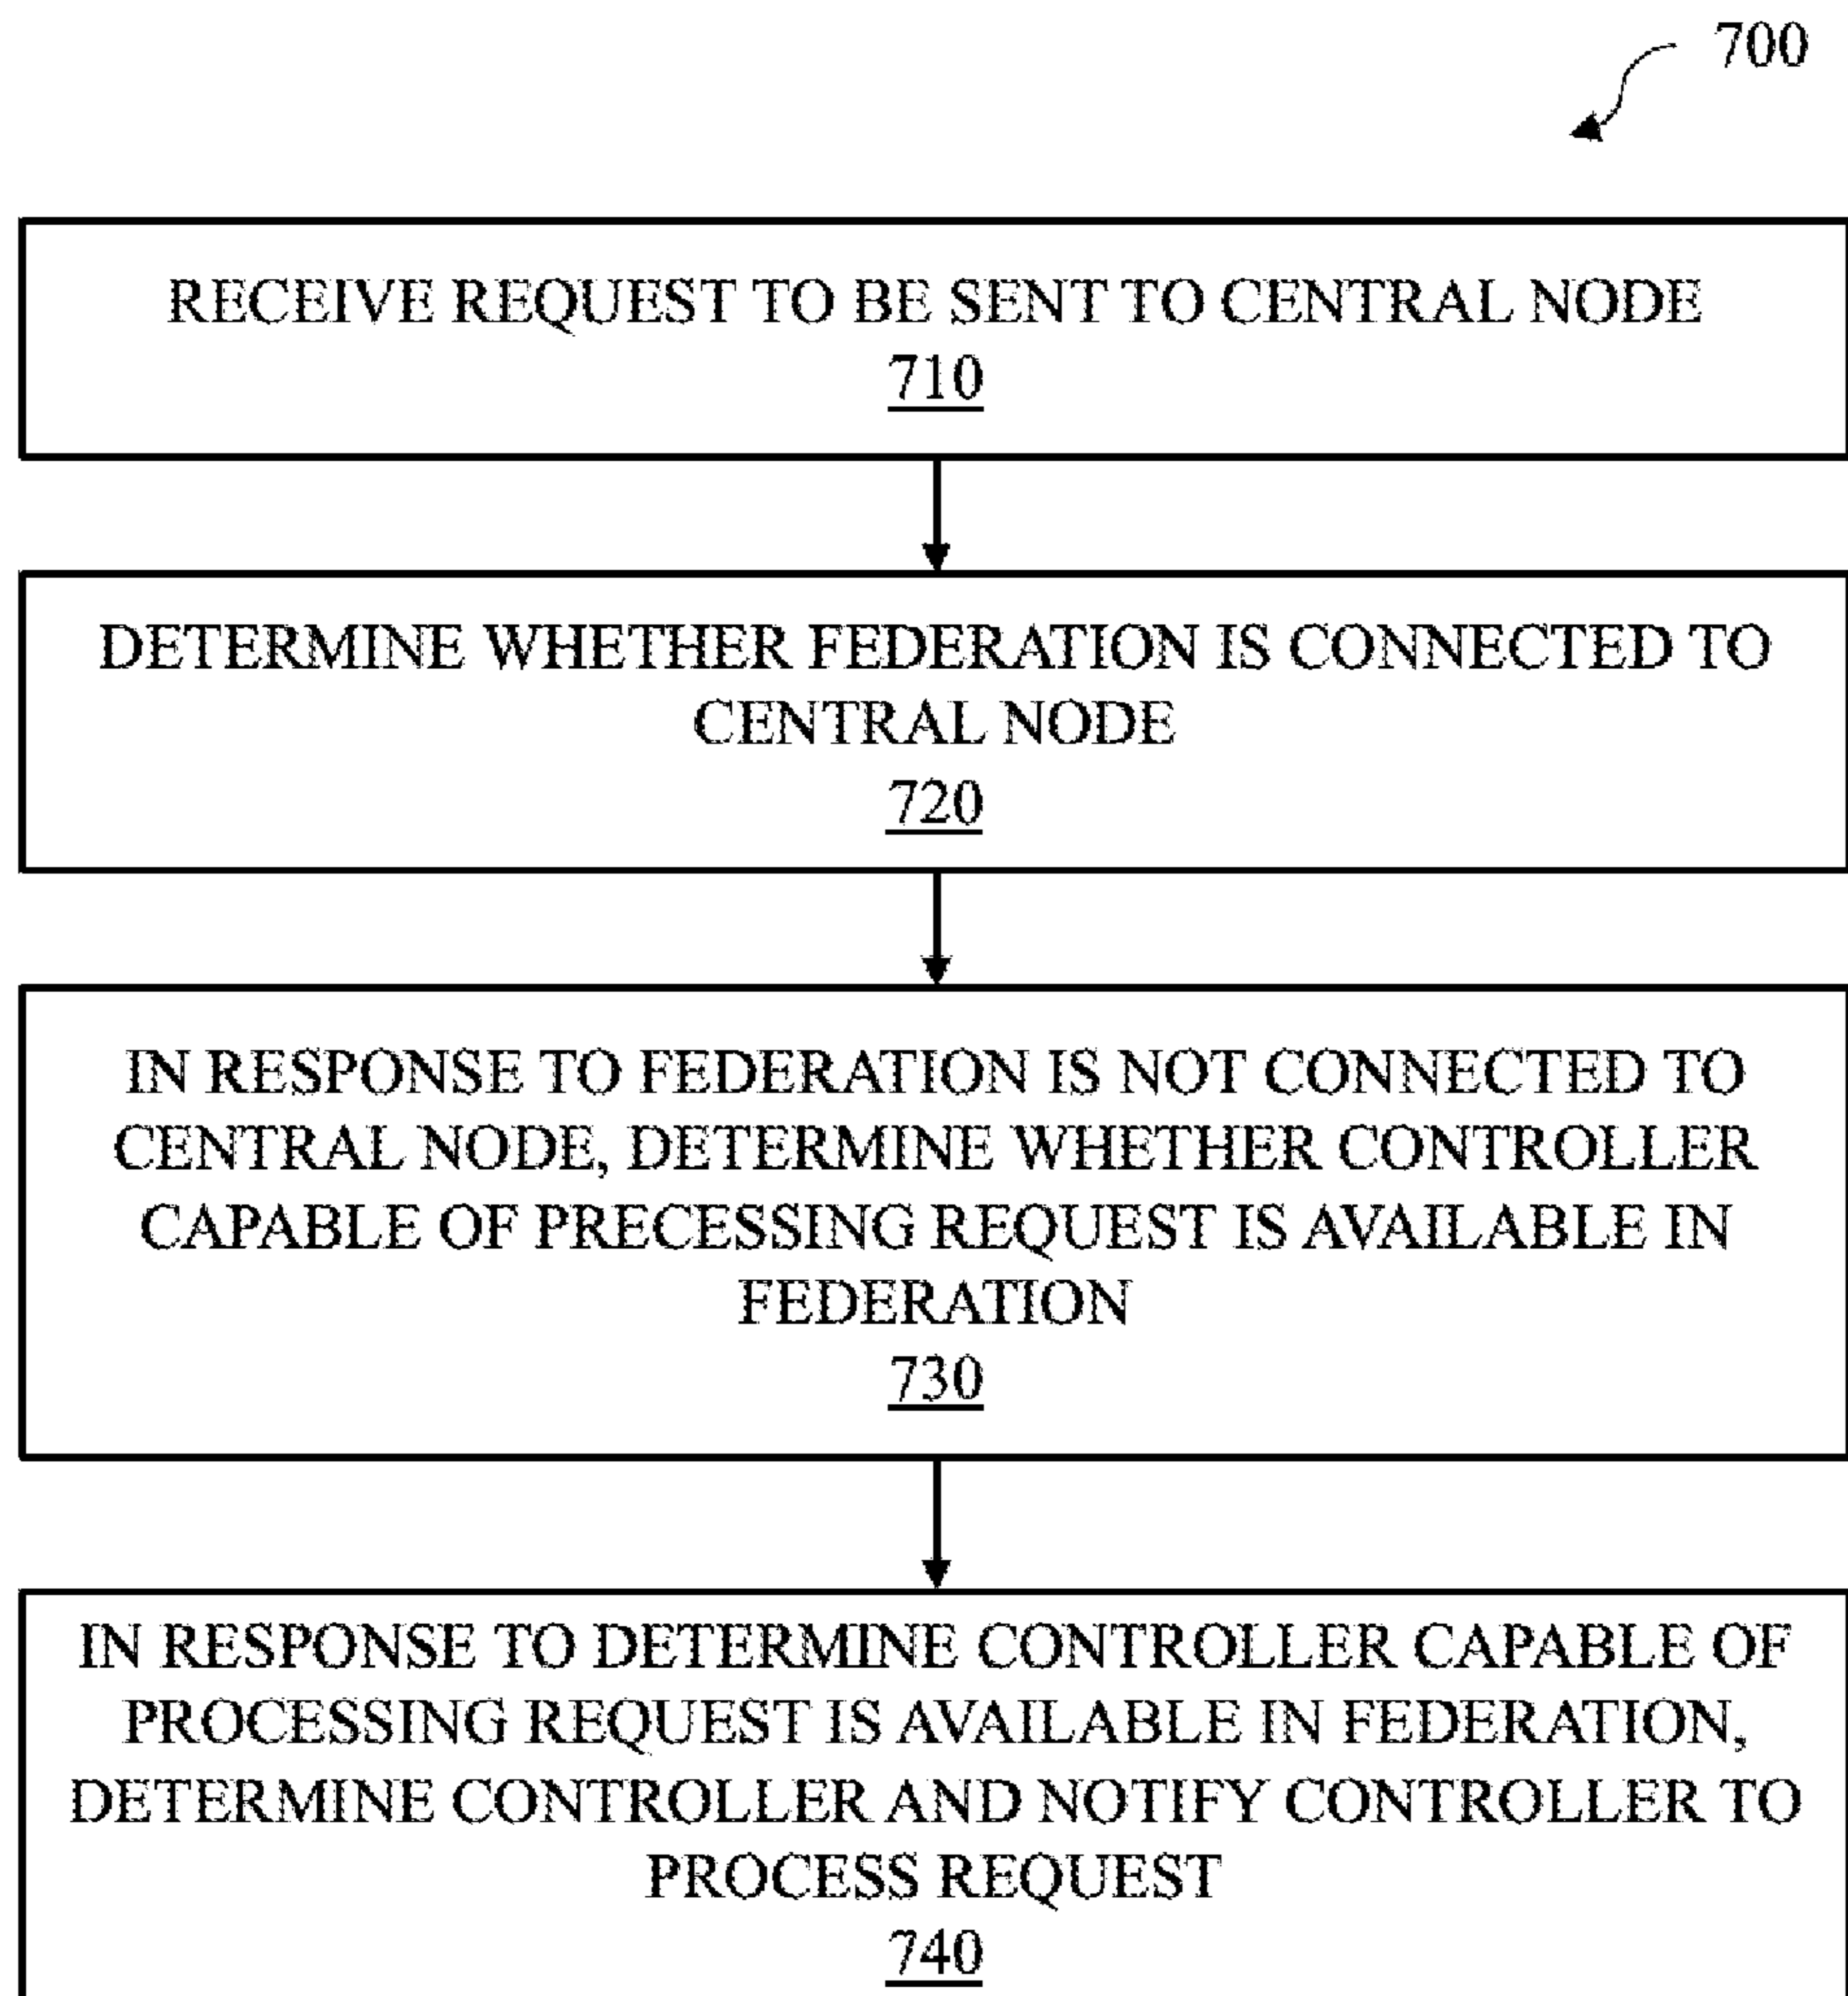 700
RECEIVE REQUEST TO BE SENT TO CENTRAL NODE
710
DETERMINE WHETHER FEDERATION IS CONNECTED TO
CENTRAL NODE
720
IN RESPONSE TO FEDERATION IS NOT CONNECTED TO
CENTRAL NODE, DETERMINE WHETHER CONTROLLER
CAPABLE OF PRECESSING REQUEST IS AVAILABLE IN
FEDERATION
730
IN RESPONSE TO DETERMINE CONTROLLER CAPABLE OF
PROCESSING REQUEST IS AVAILABLE IN FEDERATION,
DETERMINE CONTROLLER AND NOTIFY CONTROLLER TO
PROCESS REQUEST
740